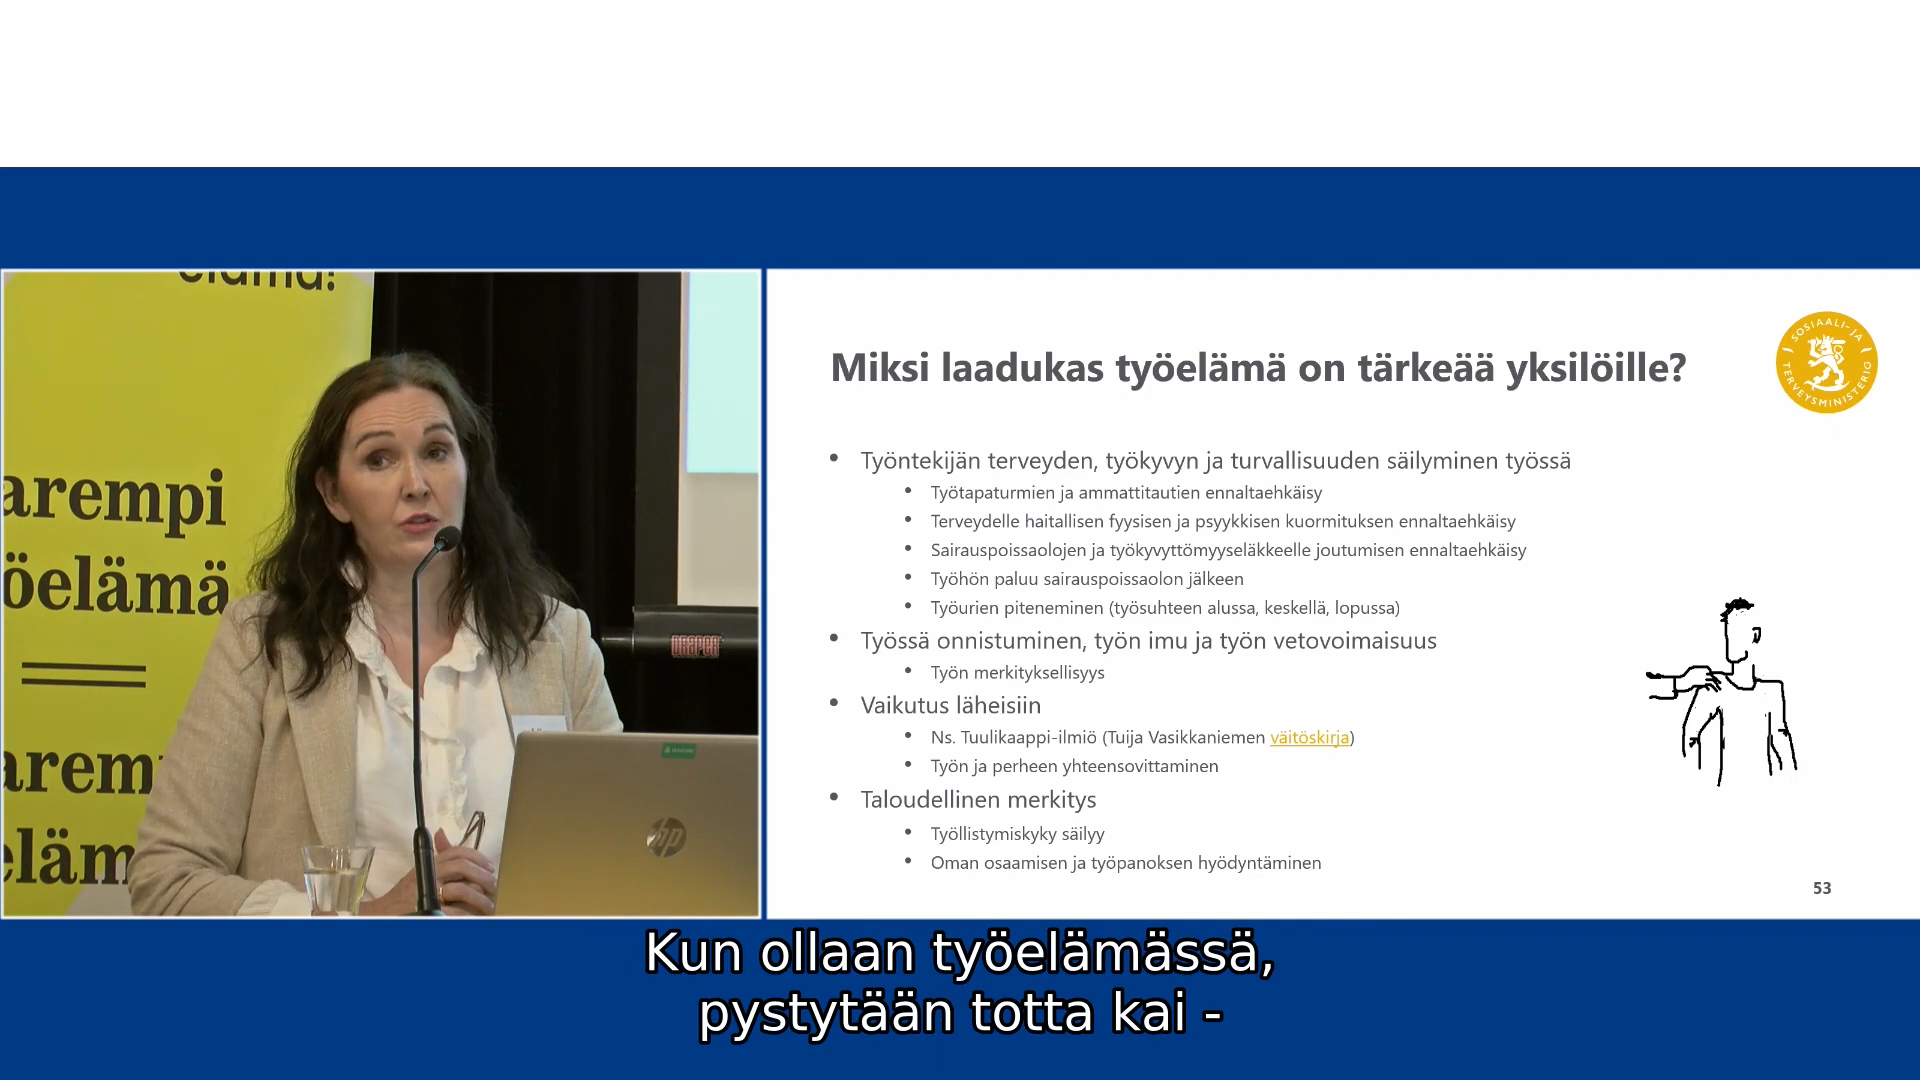 elämä!
arempi
öelämä
arem
eläm
DRAPER
hp
Miksi laadukas työelämä on tärkeää yksilöille?
SOSIAALI- JA TERVEYSMINISTERIÖ
• Työntekijän terveyden, työkyvyn ja turvallisuuden säilyminen työssä
• Työtapaturmien ja ammattitautien ennaltaehkäisy
• Terveydelle haitallisen fyysisen ja psyykkisen kuormituksen ennaltaehkäisy
• Sairauspoissaolojen ja työkyvyttömyyseläkkeelle joutumisen ennaltaehkäisy
• Työhön paluu sairauspoissaolon jälkeen
• Työurien piteneminen (työsuhteen alussa, keskellä, lopussa)
• Työssä onnistuminen, työn imu ja työn vetovoimaisuus
• Työn merkityksellisyys
• Vaikutus läheisiin
• Ns. Tuulikaappi-ilmiö (Tuija Vasikkaniemen väitöskirja)
• Työn ja perheen yhteensovittaminen
• Taloudellinen merkitys
• Työllistymiskyky säilyy
• Oman osaamisen ja työpanoksen hyödyntäminen
53
Kun ollaan työelämässä,
pystytään totta kai -